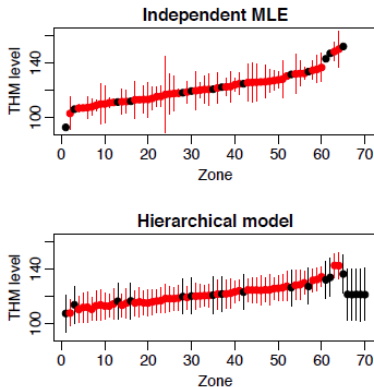 Independent MLE
THM level
140
100
0 10 20 30 40 50 60 70
Zone
Hierarchical model
THM level
140
100
0 10 20 30 40 50 60 70
Zone